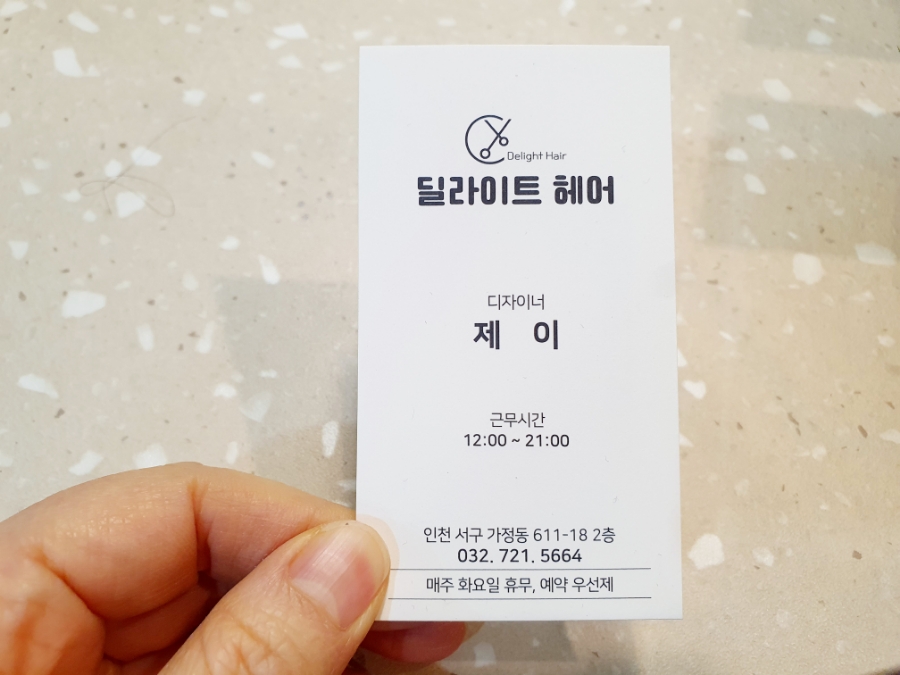 Delight Hair
딜라이트 헤어
디자이너
제 이
근무시간
12:00 ~ 21:00
인천 서구 가정동 611-18 2층
032. 721. 5664
매주 화요일 휴무, 예약 우선제